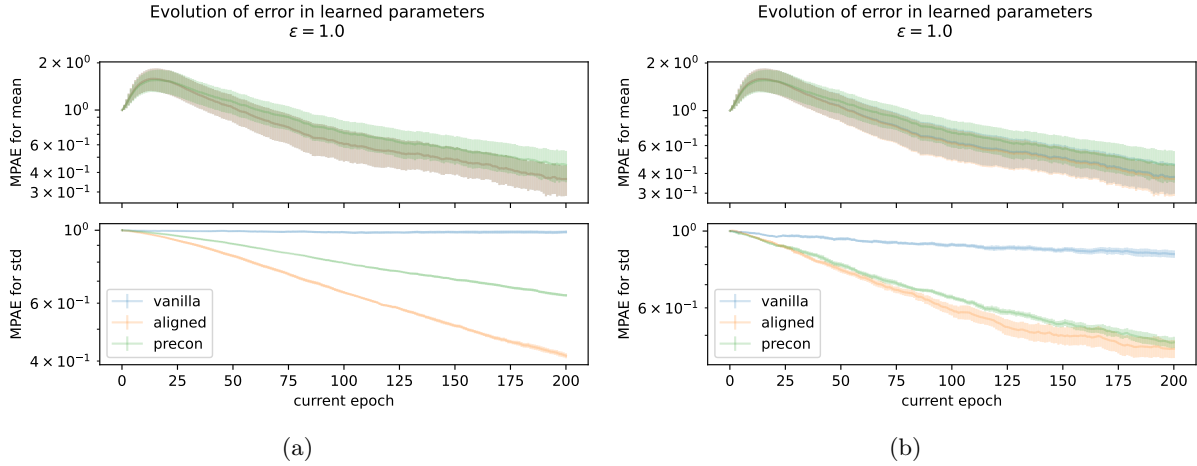 Evolution of error in learned parameters
ε = 1.0
MPAE for mean
2 × 10⁰
10⁰
6 × 10⁻¹
4 × 10⁻¹
3 × 10⁻¹
MPAE for std
10⁰
6 × 10⁻¹
4 × 10⁻¹
vanilla
aligned
precon
0 25 50 75 100 125 150 175 200
current epoch
(a)
Evolution of error in learned parameters
ε = 1.0
MPAE for mean
2 × 10⁰
10⁰
6 × 10⁻¹
4 × 10⁻¹
3 × 10⁻¹
MPAE for std
10⁰
6 × 10⁻¹
vanilla
aligned
precon
0 25 50 75 100 125 150 175 200
current epoch
(b)